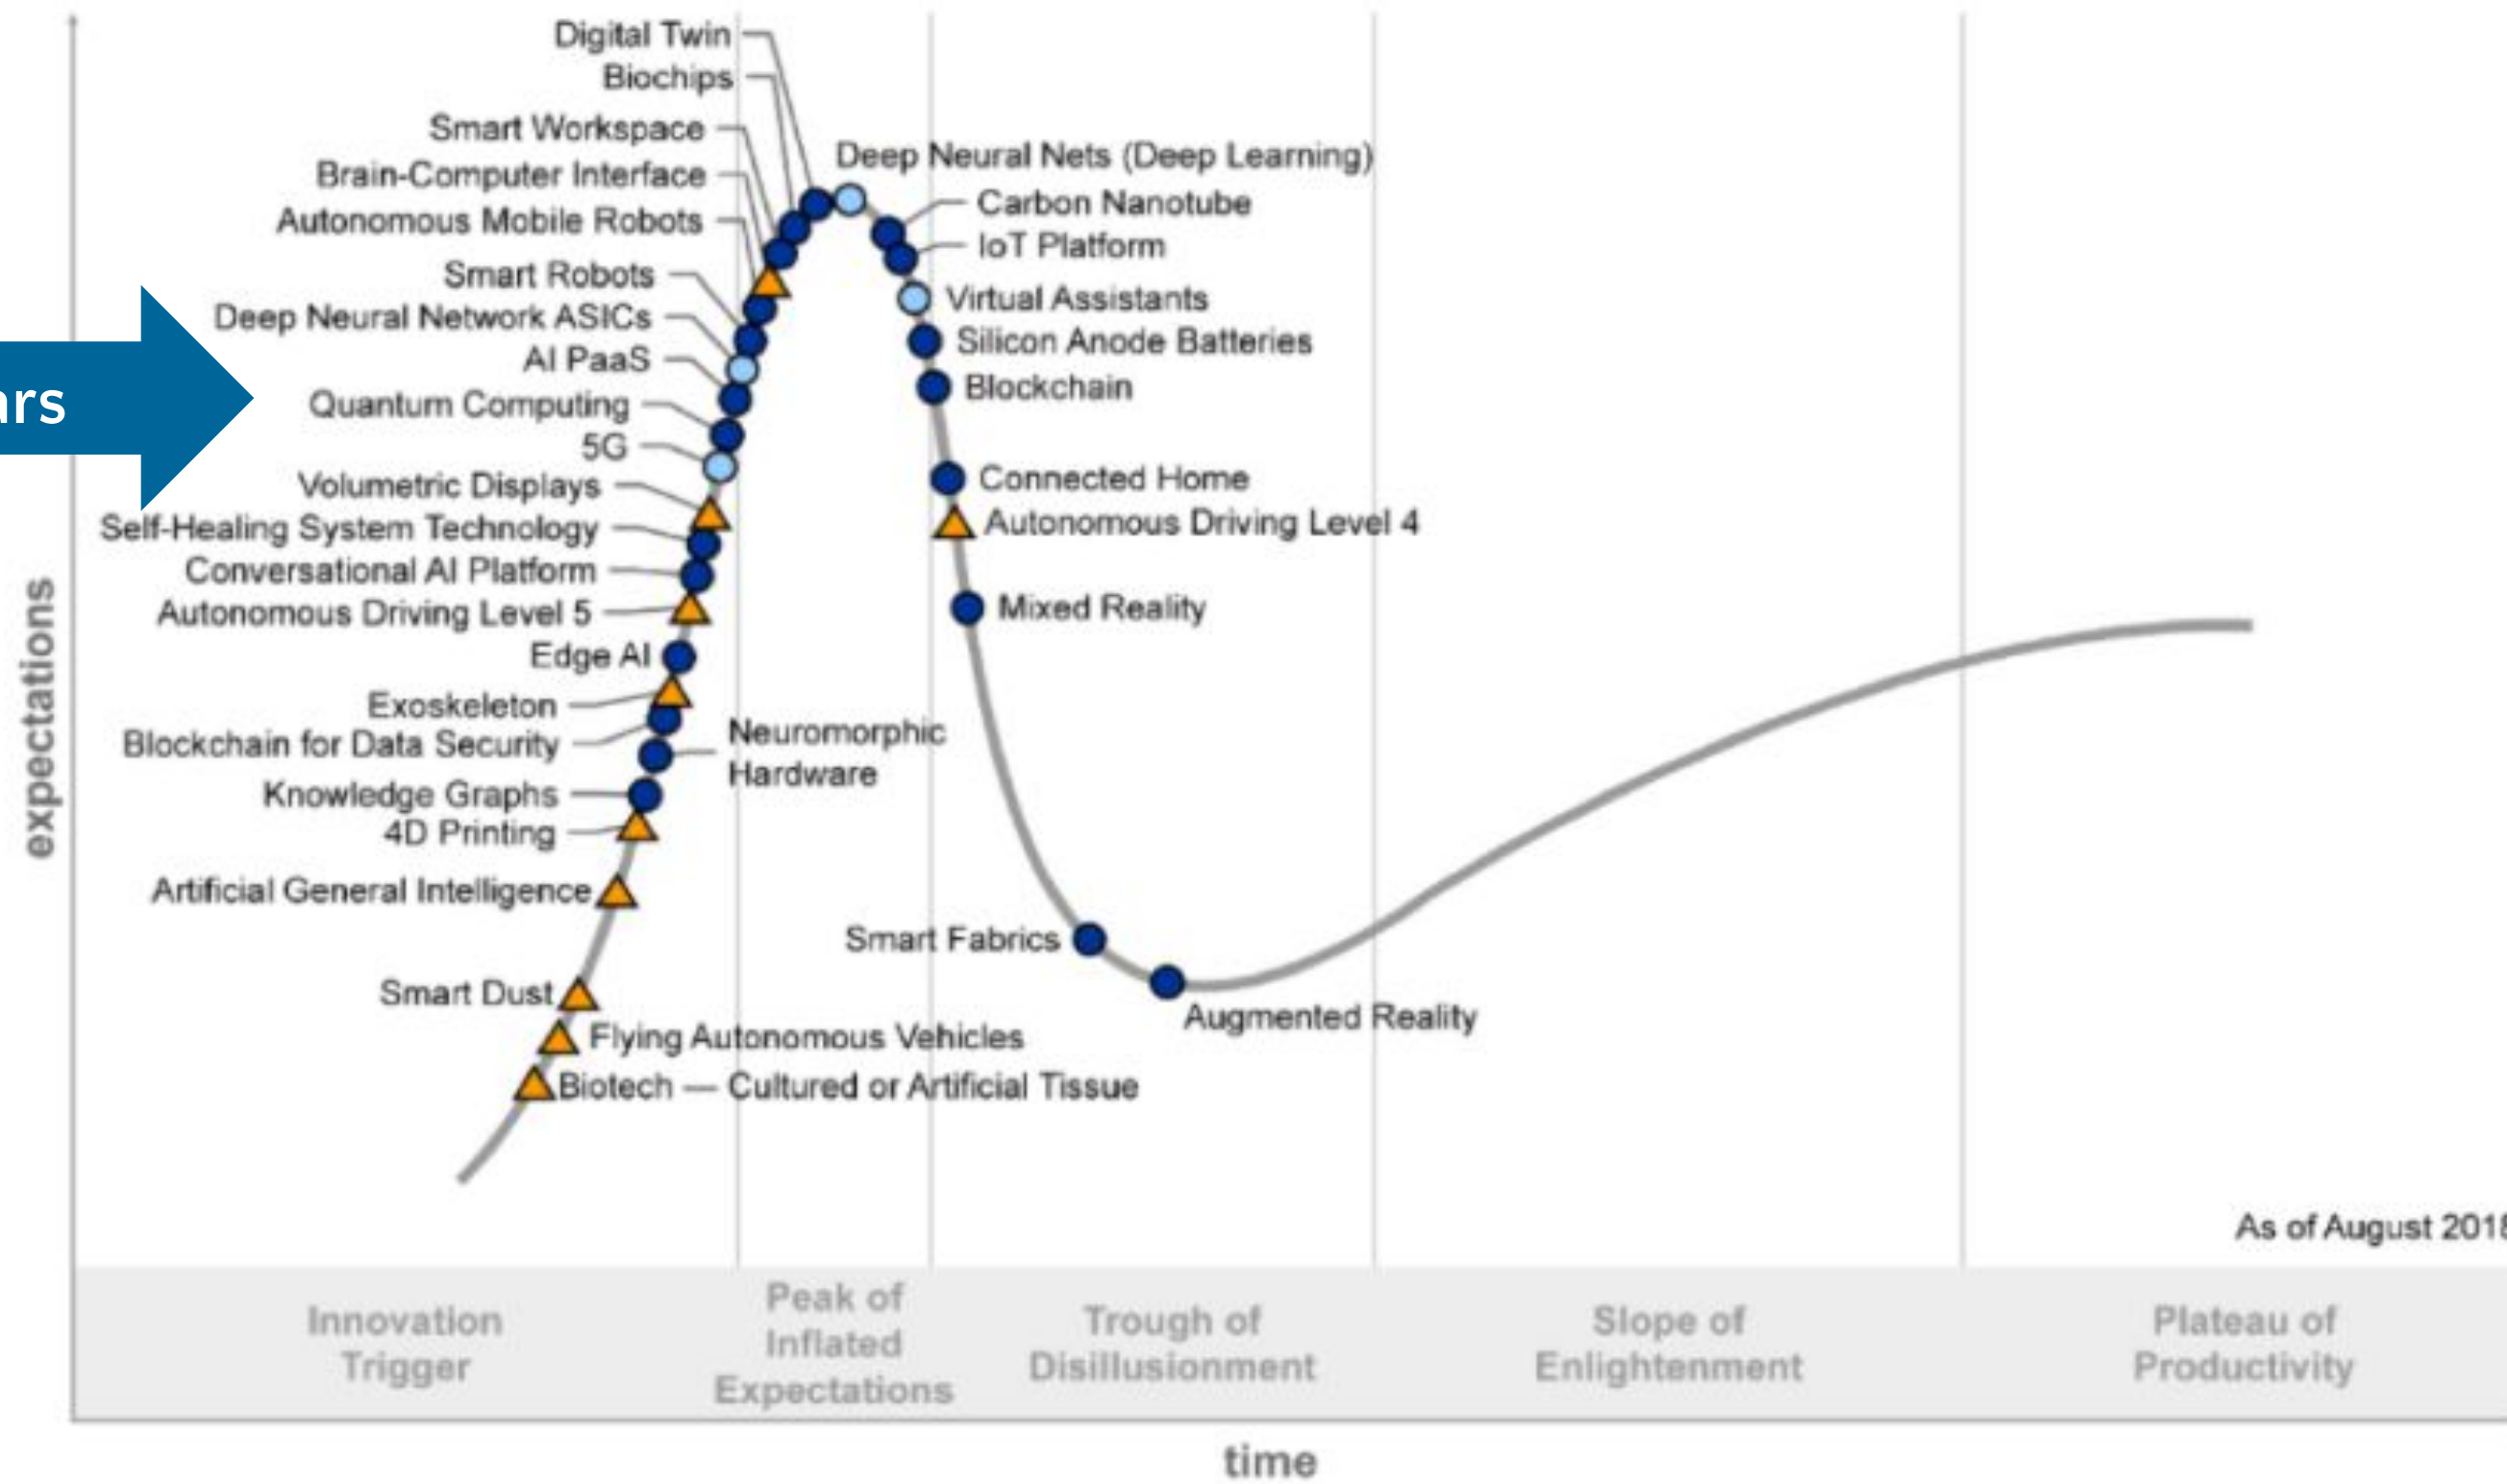 Digital Twin
Biochips
Smart Workspace
Brain-Computer Interface
Autonomous Mobile Robots
Smart Robots
Deep Neural Network ASICs
AI PaaS
Quantum Computing
5G
Volumetric Displays
Self-Healing System Technology
Conversational AI Platform
Autonomous Driving Level 5
Edge AI
Exoskeleton
Blockchain for Data Security
Neuromorphic
Hardware
Knowledge Graphs
4D Printing
Artificial General Intelligence
Smart Dust
Flying Autonomous Vehicles
Biotech — Cultured or Artificial Tissue
Deep Neural Nets (Deep Learning)
Carbon Nanotube
IoT Platform
Virtual Assistants
Silicon Anode Batteries
Blockchain
Connected Home
Autonomous Driving Level 4
Mixed Reality
Smart Fabrics
Augmented Reality
expectations
As of August 2018
Innovation
Trigger
Peak of
Inflated
Expectations
Trough of
Disillusionment
Slope of
Enlightenment
Plateau of
Productivity
time